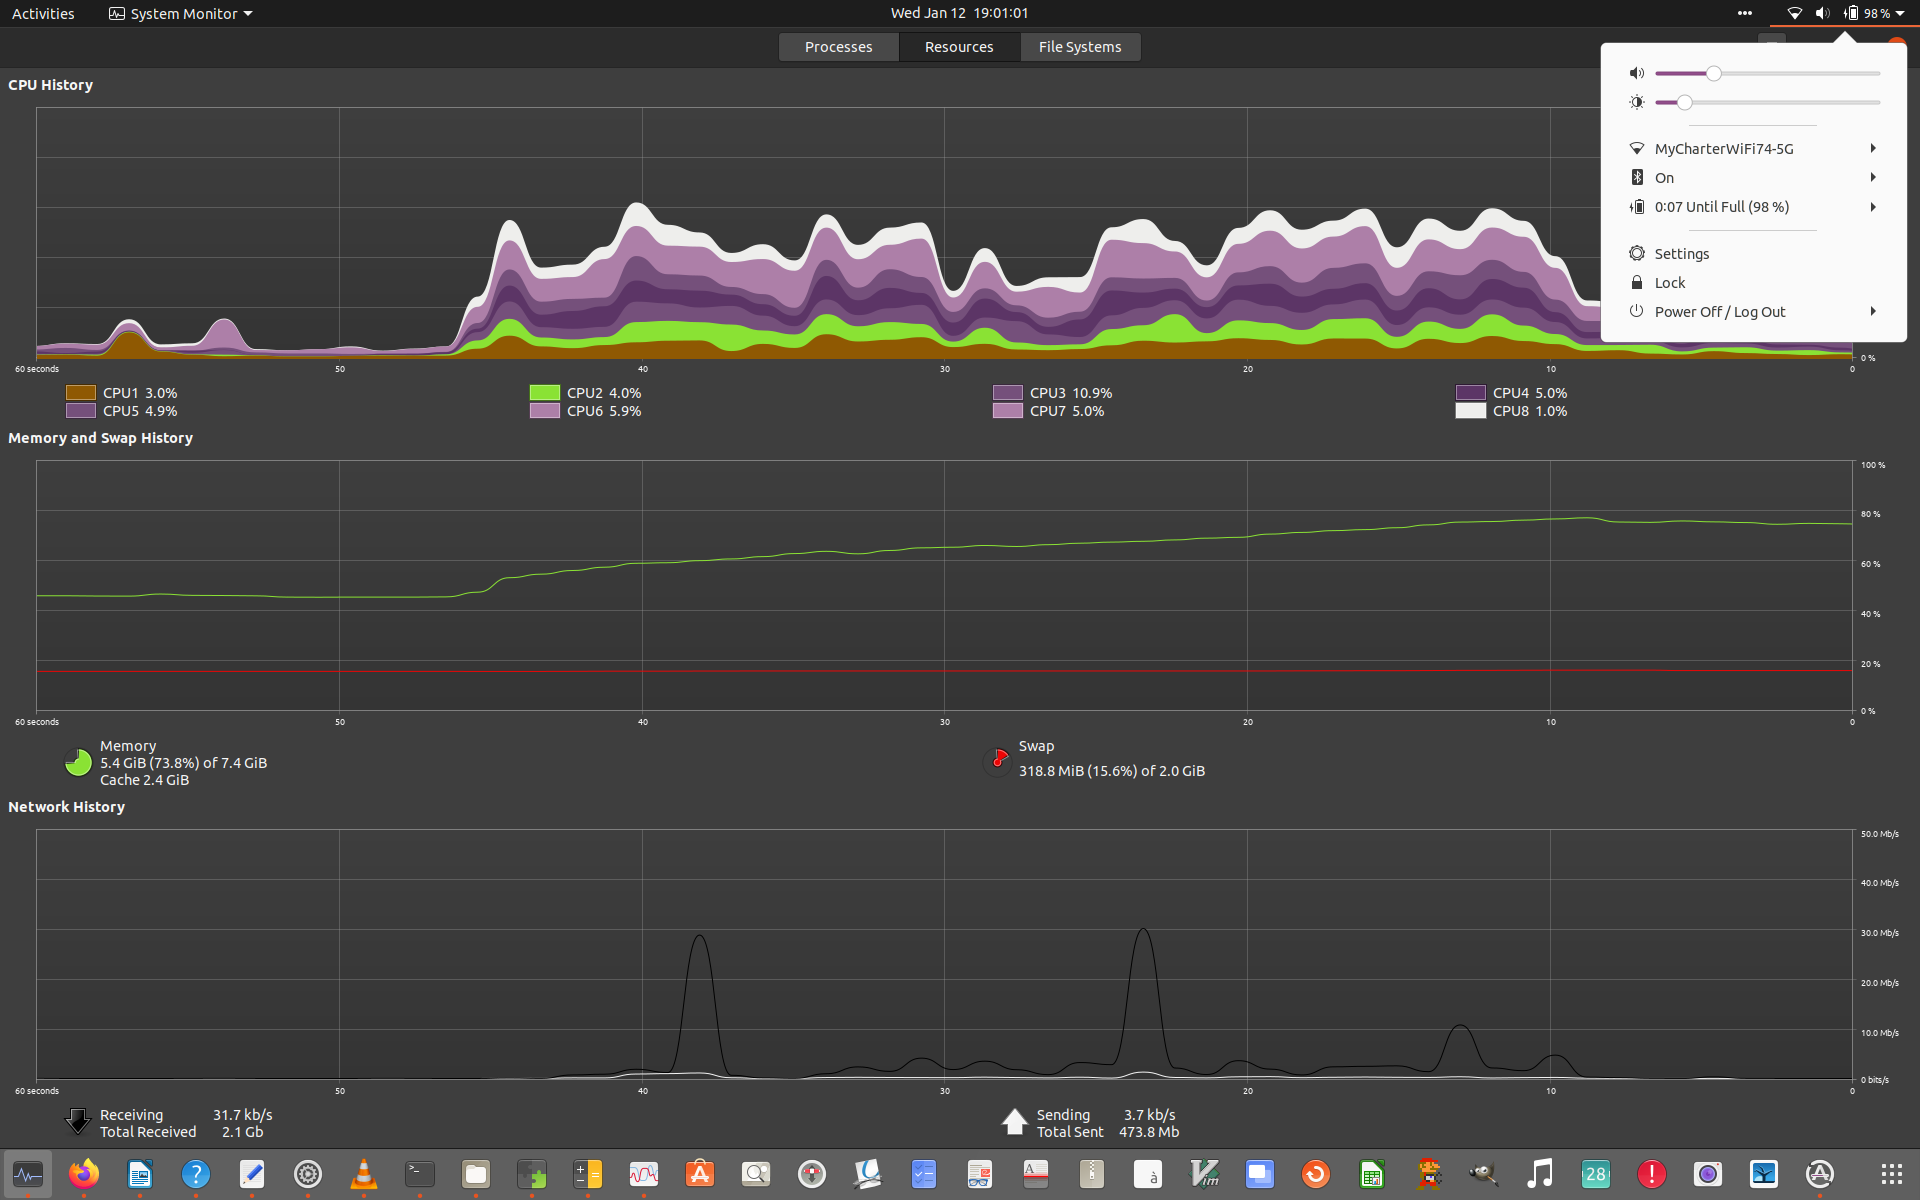 Activities System Monitor Wed Jan 12 19:01:01 98 %
Processes Resources File Systems
CPU History
MyCharterWiFi74-5G
On
0:07 Until Full (98 %)
Settings
Lock
Power Off / Log Out
0 %
60 seconds 50 40 30 20 10 0
CPU1 3.0% CPU2 4.0% CPU3 10.9% CPU4 5.0%
CPU5 4.9% CPU6 5.9% CPU7 5.0% CPU8 1.0%
Memory and Swap History
100 %
80 %
60 %
40 %
20 %
0 %
60 seconds 50 40 30 20 10 0
Memory
5.4 GiB (73.8%) of 7.4 GiB
Cache 2.4 GiB
Swap
318.8 MiB (15.6%) of 2.0 GiB
Network History
50.0 Mb/s
40.0 Mb/s
30.0 Mb/s
20.0 Mb/s
10.0 Mb/s
0 bits/s
60 seconds 50 40 30 20 10 0
Receiving 31.7 kb/s
Total Received 2.1 Gb
Sending 3.7 kb/s
Total Sent 473.8 Mb
28